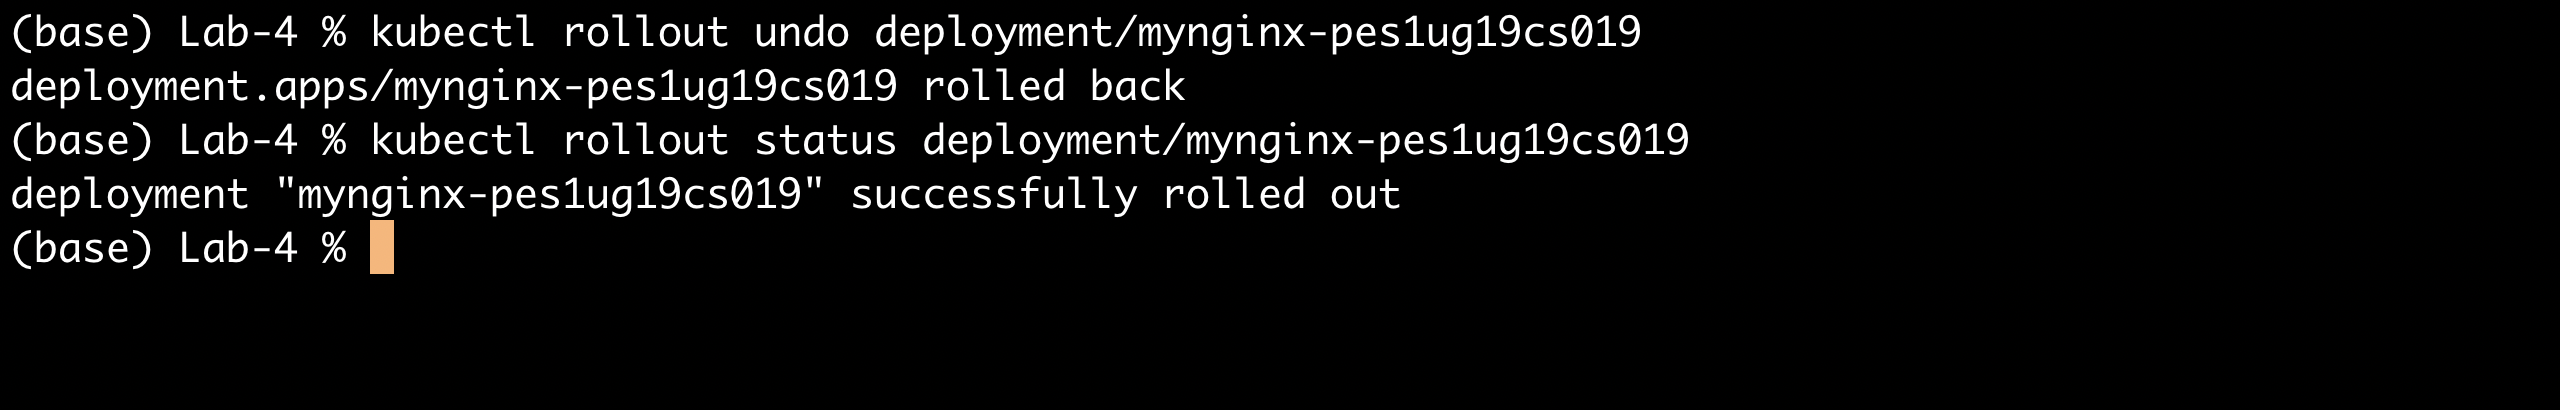 (base) Lab-4 % kubectl rollout undo deployment/mynginx-pes1ug19cs019
deployment.apps/mynginx-pes1ug19cs019 rolled back
(base) Lab-4 % kubectl rollout status deployment/mynginx-pes1ug19cs019
deployment "mynginx-pes1ug19cs019" successfully rolled out
(base) Lab-4 %